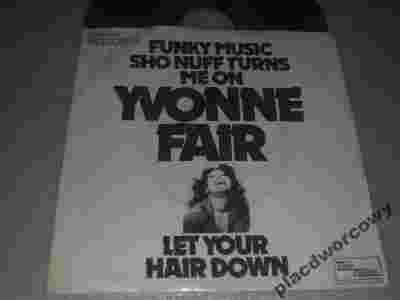 FUNKY MUSIC
SHO NUFF TURNS
ME ON
YVONNE
FAIR
LET YOUR
HAIR DOWN
placdworcowy